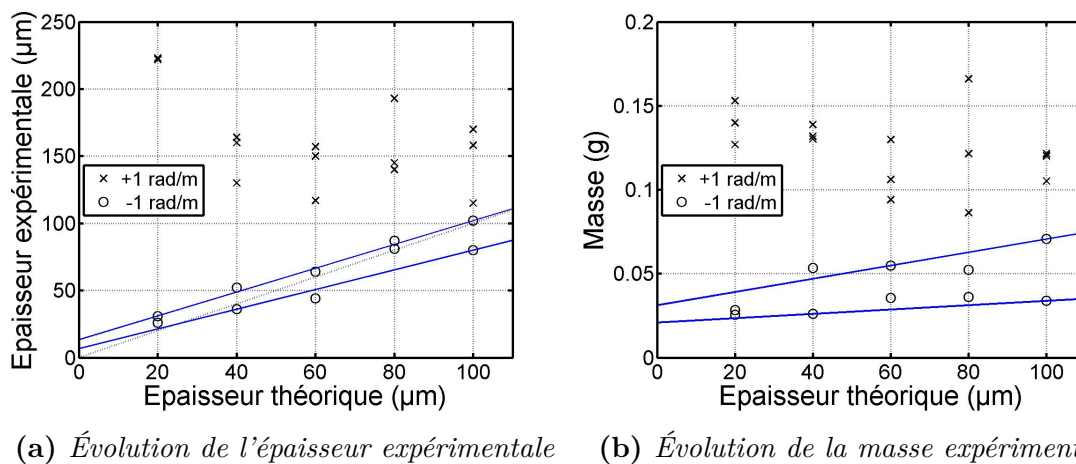 250
200
150
100
50
0
Epaisseur expérimentale (µm)
+1 rad/m
-1 rad/m
0 20 40 60 80 100
Epaisseur théorique (µm)
0.2
0.15
0.1
0.05
0
Masse (g)
+1 rad/m
-1 rad/m
0 20 40 60 80 100
Epaisseur théorique (µm)
(a) Évolution de l'épaisseur expérimentale
(b) Évolution de la masse expériment